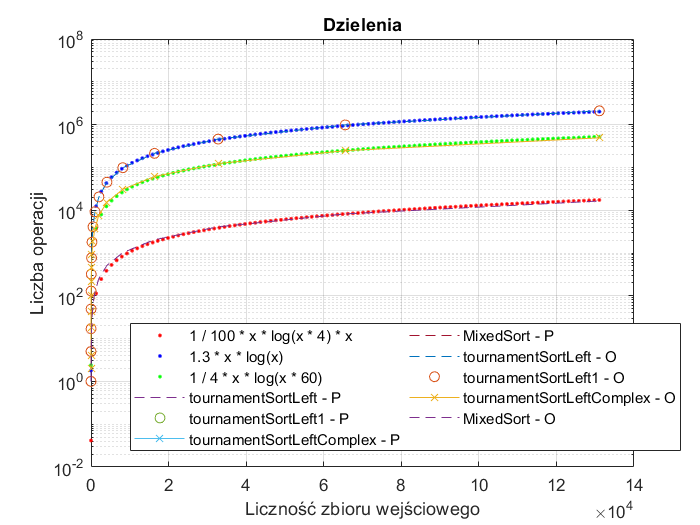 Dzielenia
10^8
10^6
10^4
10^2
10^0
10^-2
Liczba operacji
1 / 100 * x * log(x * 4) * x
1.3 * x * log(x)
1 / 4 * x * log(x * 60)
tournamentSortLeft - P
tournamentSortLeft1 - P
tournamentSortLeftComplex - P
MixedSort - P
tournamentSortLeft - O
tournamentSortLeft1 - O
tournamentSortLeftComplex - O
MixedSort - O
0 2 4 6 8 10 12 14
Liczność zbioru wejściowego
×10^4